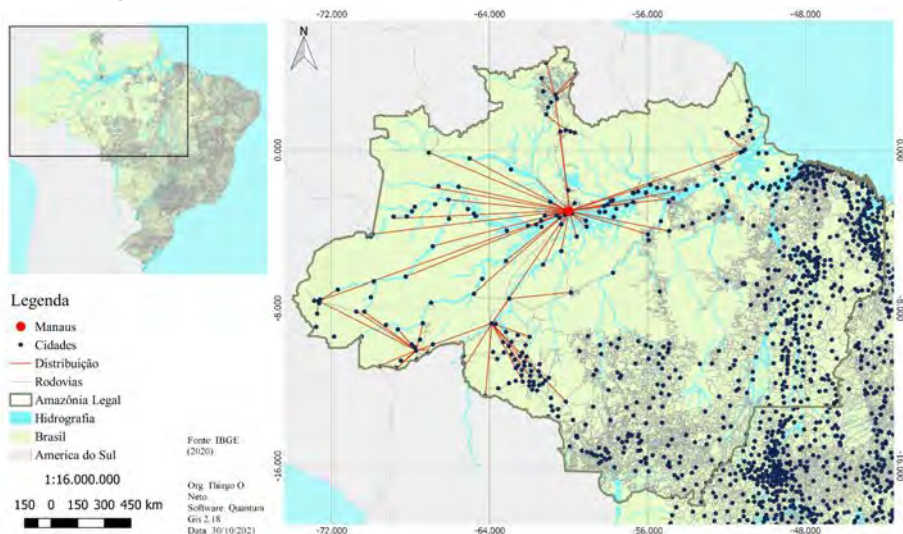 -72.000 -64.000 -56.000 -48.000
N
0.000 0.000
-8.000 -8.000
-16.000 -16.000
-72.000 -64.000 -56.000 -48.000
Legenda
Manaus
Cidades
Distribuição
Rodovias
Amazônia Legal
Hidrografia
Brasil
America do Sul
1:16.000.000
150 0 150 300 450 km
Fonte: IBGE
(2020)
Org. Thiago O.
Neto
Software: Quantum
Gis 2.18
Data: 30/10/2021